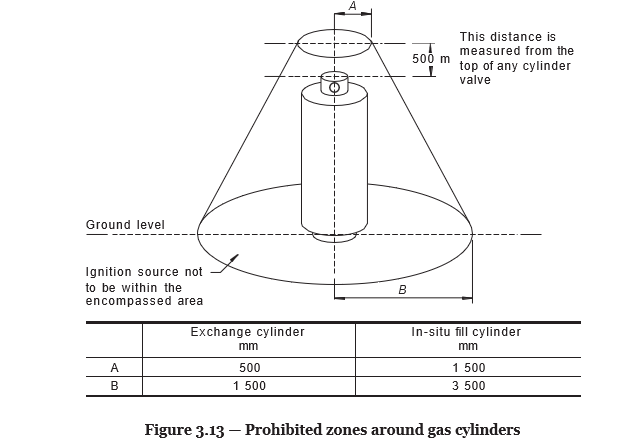 A
500 m
This distance is
measured from the
top of any cylinder
valve
Ground level
Ignition source not
to be within the
encompassed area
B
Exchange cylinder In-situ fill cylinder
mm mm
A 500 1 500
B 1 500 3 500
Figure 3.13 — Prohibited zones around gas cylinders